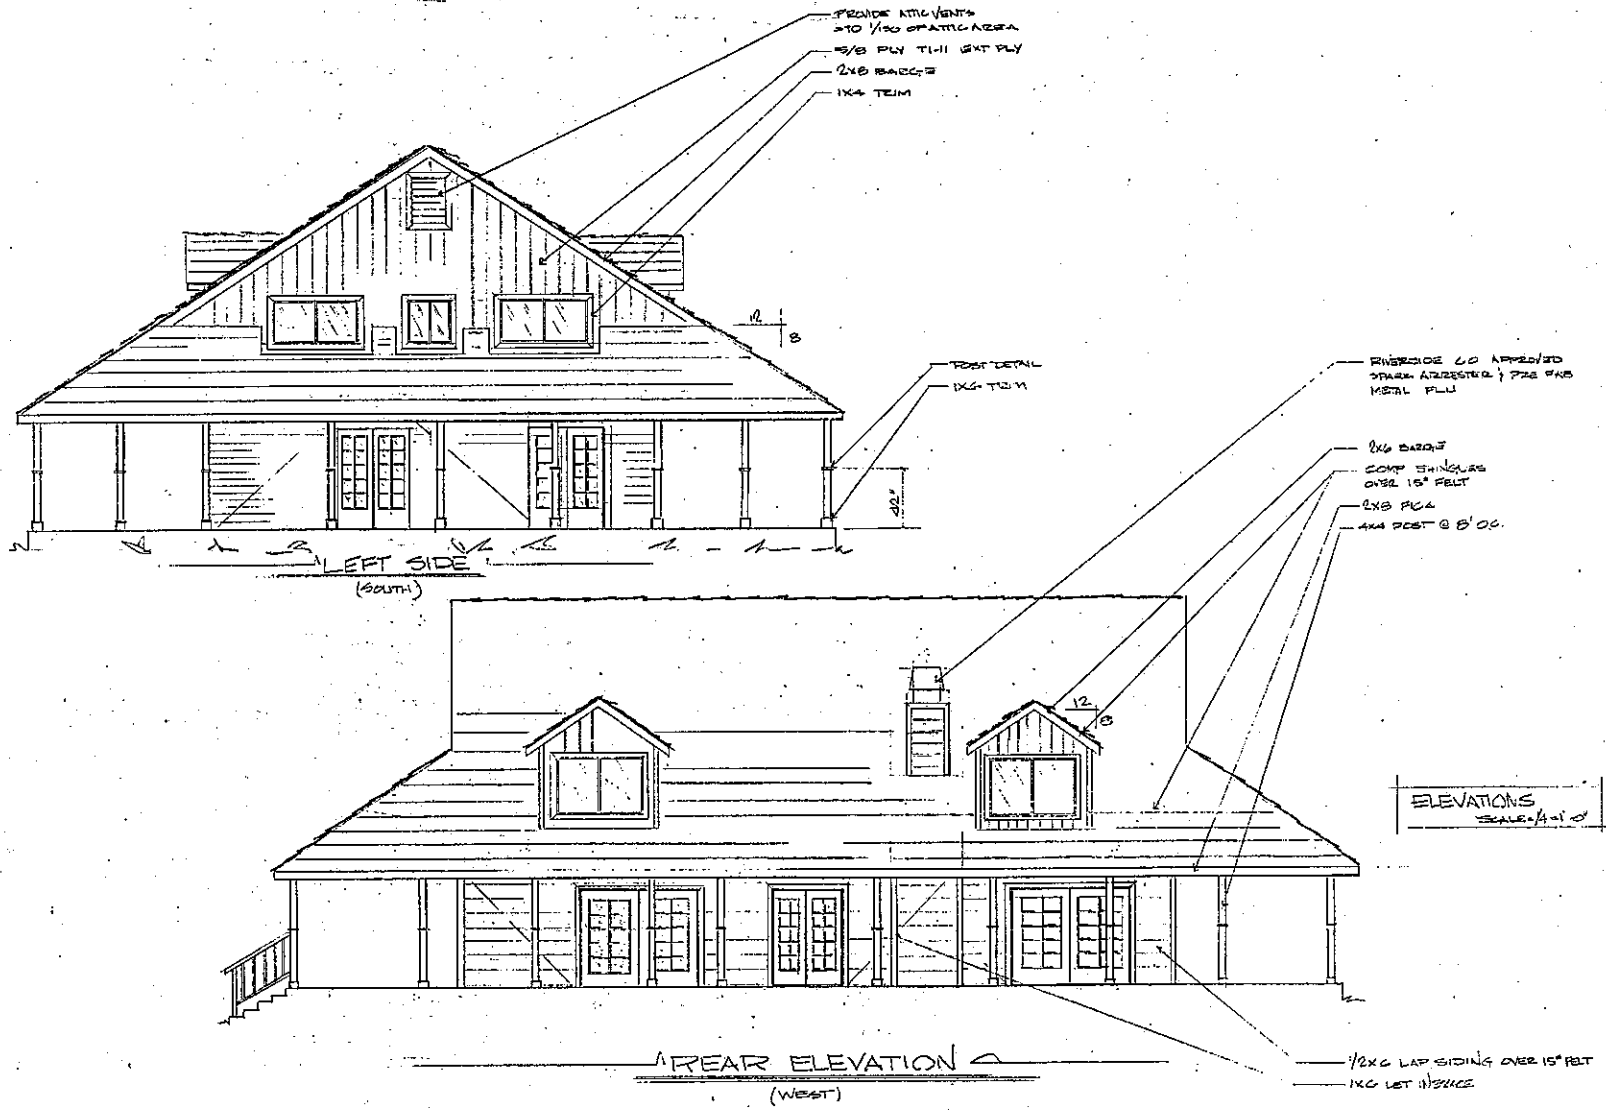 PROVIDE ATTIC VENTS
=TO 1/150 OF ATTIC AREA
5/8 PLY T1-11 EXT PLY
2X8 BARGE
1X4 TRIM
12
8
POST DETAIL
1X6 TRIM
42"
LEFT SIDE
(SOUTH)
RIVERSIDE CO APPROVED
SPARK ARRESTER & PRE FAB
METAL FLU
2X6 BARGE
COMP SHINGLES
OVER 15# FELT
2X8
4X4 POST @ 8' O.C.
12
8
ELEVATIONS
SCALE=1/4=1'-0"
REAR ELEVATION
(WEST)
1/2X6 LAP SIDING OVER 15# FELT
1X6 LET IN BRACE